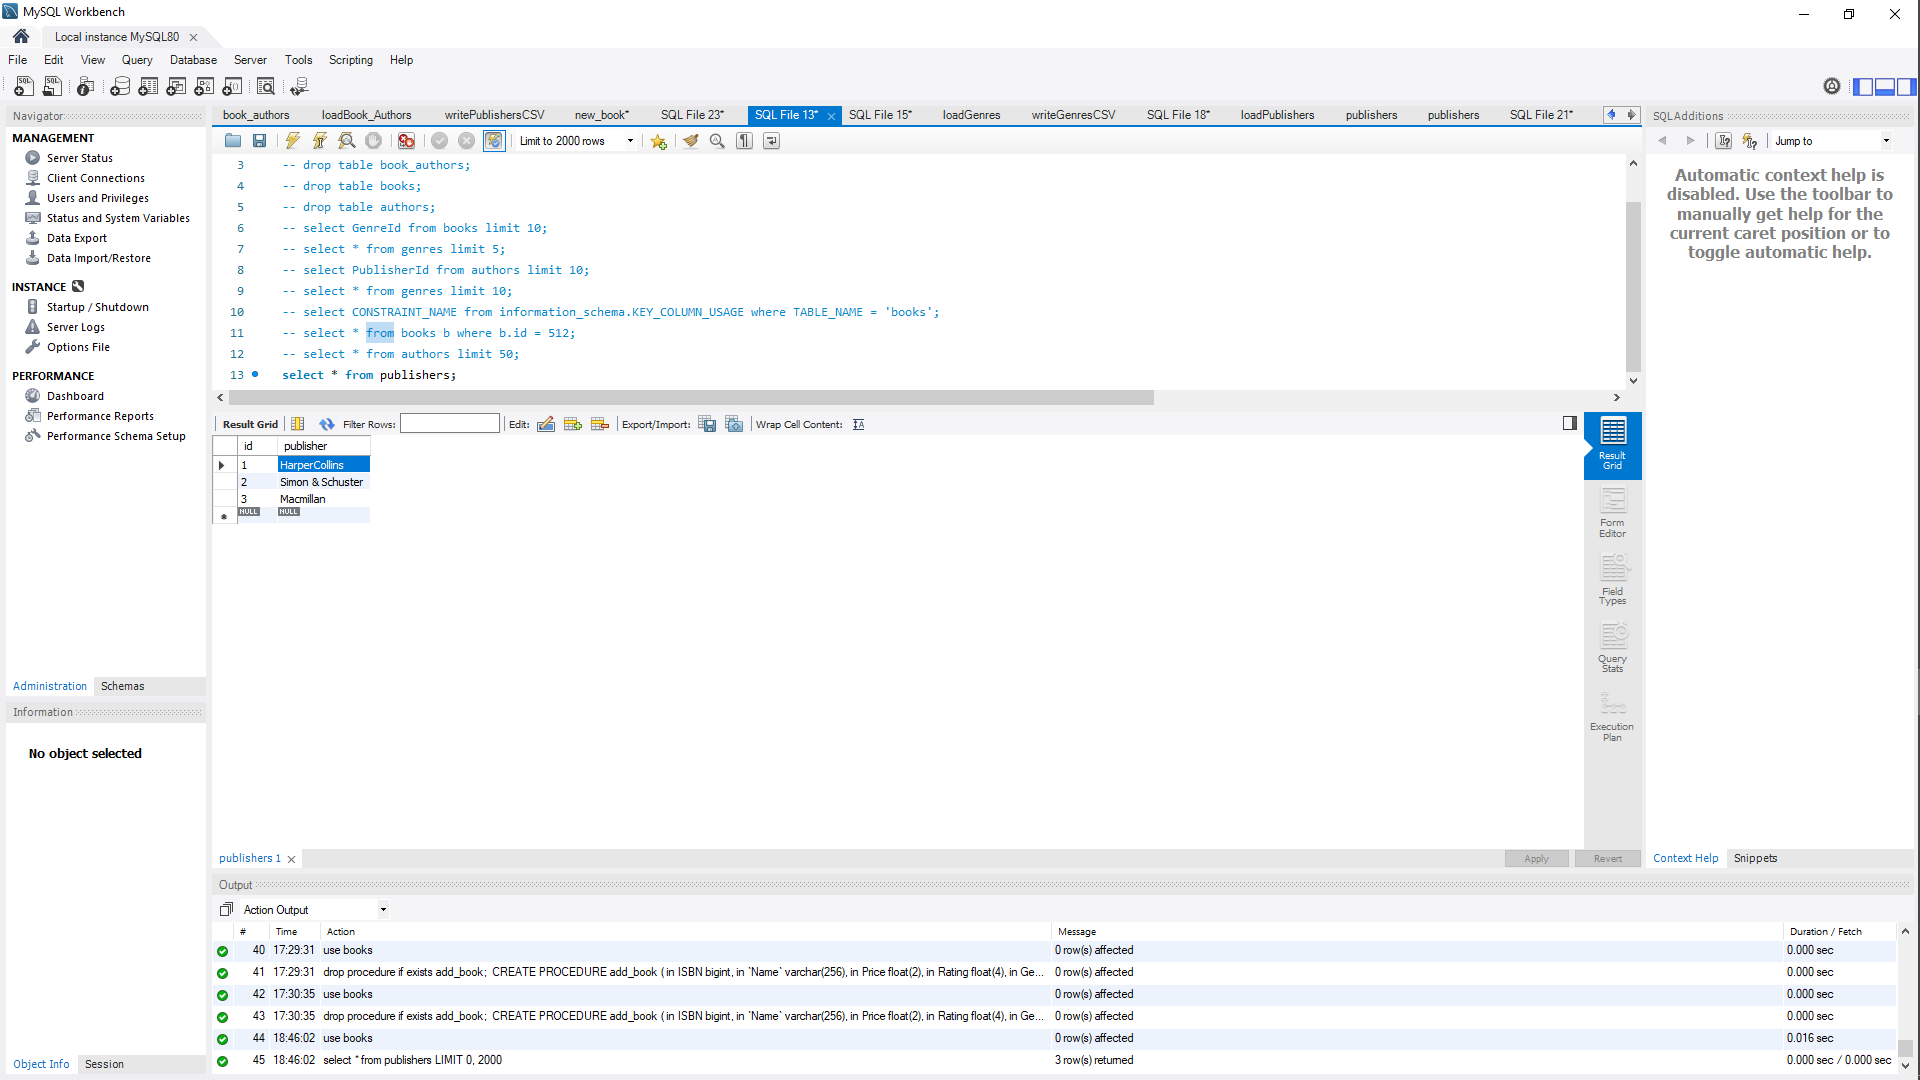 MySQL Workbench
Local instance MySQL80
File Edit View Query Database Server Tools Scripting Help
Navigator
MANAGEMENT
Server Status
Client Connections
Users and Privileges
Status and System Variables
Data Export
Data Import/Restore
INSTANCE
Startup / Shutdown
Server Logs
Options File
PERFORMANCE
Dashboard
Performance Reports
Performance Schema Setup
Administration Schemas
Information
No object selected
Object Info Session
book_authors loadBook_Authors writePublishersCSV new_book* SQL File 23* SQL File 13* SQL File 15* loadGenres writeGenresCSV SQL File 18* loadPublishers publishers publishers SQL File 21*
Limit to 2000 rows
3 -- drop table book_authors;
4 -- drop table books;
5 -- drop table authors;
6 -- select GenreId from books limit 10;
7 -- select * from genres limit 5;
8 -- select PublisherId from authors limit 10;
9 -- select * from genres limit 10;
10 -- select CONSTRAINT_NAME from information_schema.KEY_COLUMN_USAGE where TABLE_NAME = 'books';
11 -- select * from books b where b.id = 512;
12 -- select * from authors limit 50;
13 select * from publishers;
Result Grid Filter Rows: Edit: Export/Import: Wrap Cell Content:
id publisher
1 HarperCollins
2 Simon & Schuster
3 Macmillan
NULL NULL
Result
Grid
Form
Editor
Field
Types
Query
Stats
Execution
Plan
publishers 1
Apply Revert
SQLAdditions
Jump to
Automatic context help is
disabled. Use the toolbar to
manually get help for the
current caret position or to
toggle automatic help.
Context Help Snippets
Output
Action Output
# Time Action Message Duration / Fetch
40 17:29:31 use books 0 row(s) affected 0.000 sec
41 17:29:31 drop procedure if exists add_book; CREATE PROCEDURE add_book ( in ISBN bigint, in `Name` varchar(256), in Price float(2), in Rating float(4), in Ge... 0 row(s) affected 0.000 sec
42 17:30:35 use books 0 row(s) affected 0.000 sec
43 17:30:35 drop procedure if exists add_book; CREATE PROCEDURE add_book ( in ISBN bigint, in `Name` varchar(256), in Price float(2), in Rating float(4), in Ge... 0 row(s) affected 0.000 sec
44 18:46:02 use books 0 row(s) affected 0.016 sec
45 18:46:02 select * from publishers LIMIT 0, 2000 3 row(s) returned 0.000 sec / 0.000 sec